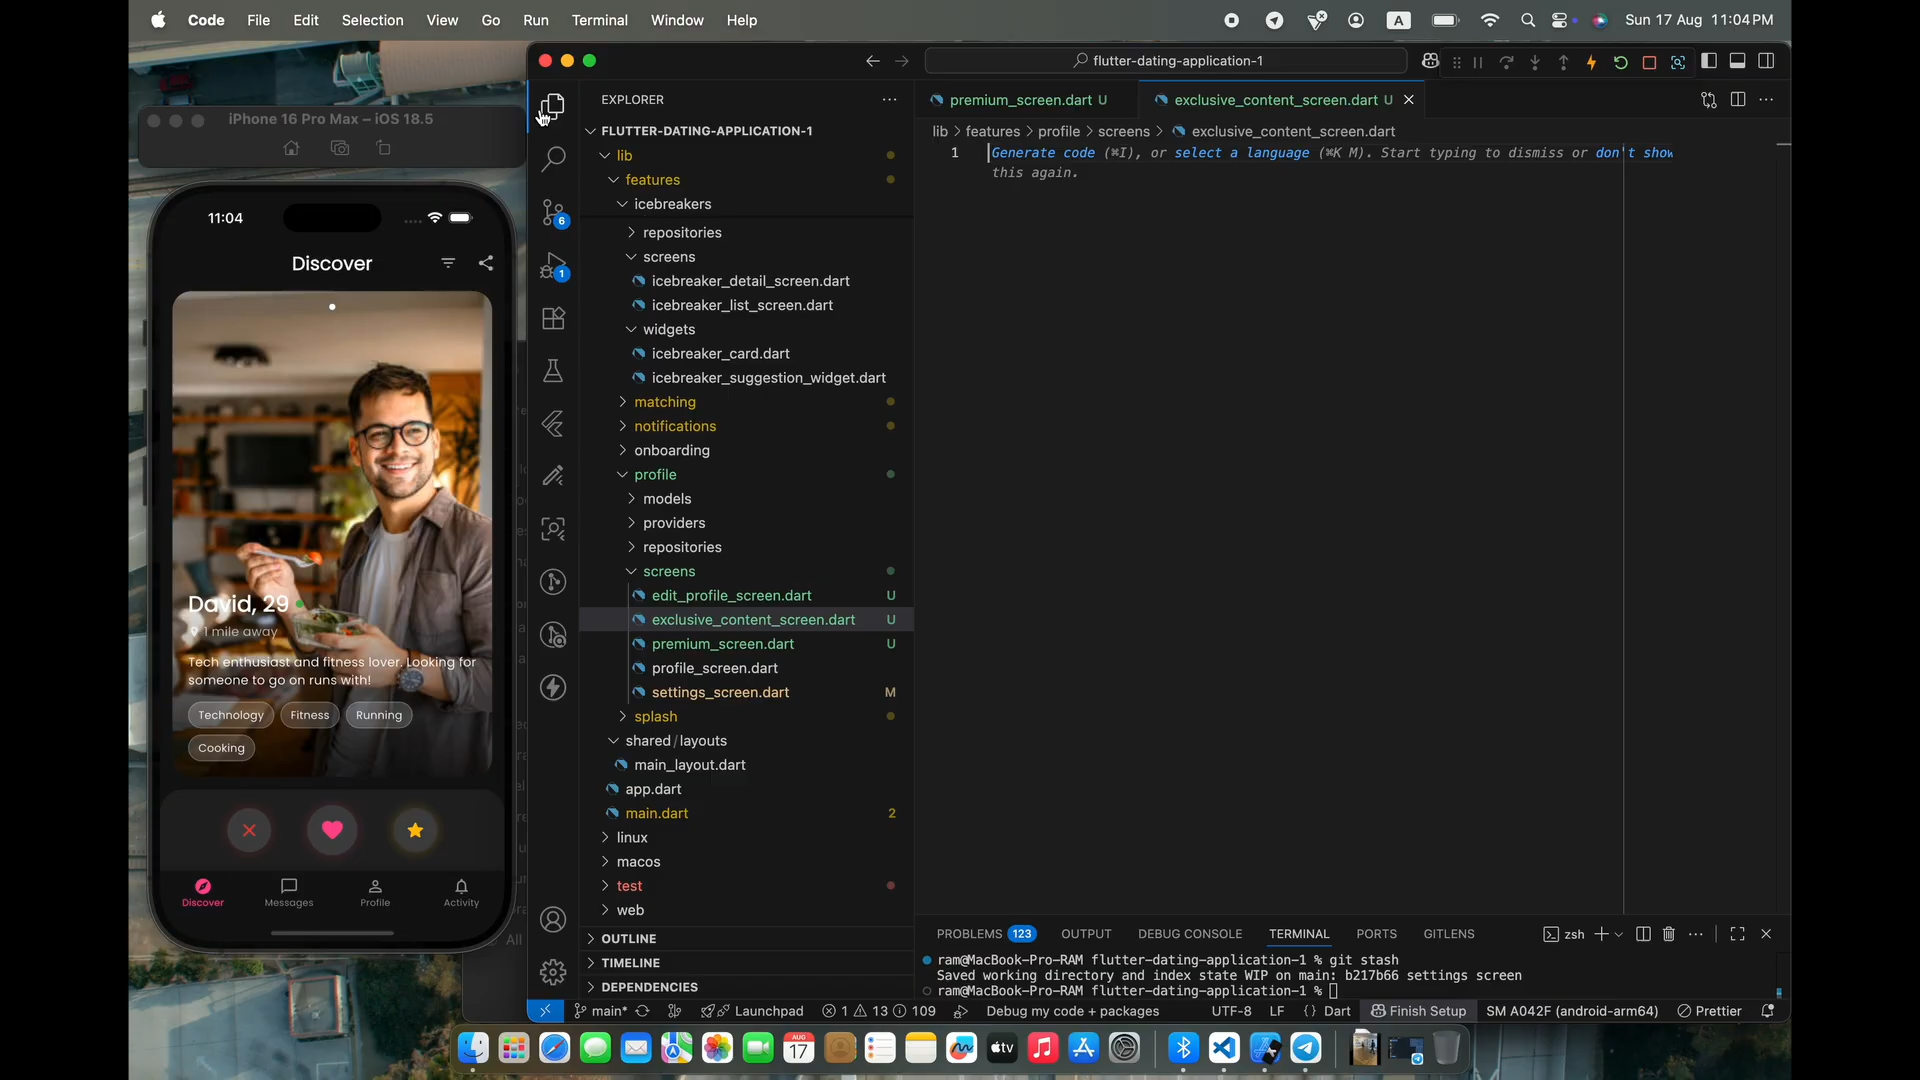 Code File Edit Selection View Go Run Terminal Window Help
A
Sun 17 Aug 11:04 PM
iPhone 16 Pro Max – iOS 18.5
11:04
Discover
David, 29
1 mile away
Tech enthusiast and fitness lover. Looking for
someone to go on runs with!
Technology Fitness Running
Cooking
Discover Messages Profile Activity
flutter-dating-application-1
6
1
EXPLORER
FLUTTER-DATING-APPLICATION-1
lib
features
icebreakers
repositories
screens
icebreaker_detail_screen.dart
icebreaker_list_screen.dart
widgets
icebreaker_card.dart
icebreaker_suggestion_widget.dart
matching
notifications
onboarding
profile
models
providers
repositories
screens
edit_profile_screen.dart U
exclusive_content_screen.dart U
premium_screen.dart U
profile_screen.dart
settings_screen.dart M
splash
shared / layouts
main_layout.dart
app.dart
main.dart 2
linux
macos
test
web
OUTLINE
TIMELINE
DEPENDENCIES
premium_screen.dart U exclusive_content_screen.dart U
lib > features > profile > screens > exclusive_content_screen.dart
1 Generate code (⌘I), or select a language (⌘K M). Start typing to dismiss or don't show
this again.
PROBLEMS 123 OUTPUT DEBUG CONSOLE TERMINAL PORTS GITLENS zsh
ram@MacBook-Pro-RAM flutter-dating-application-1 % git stash
Saved working directory and index state WIP on main: b217b66 settings screen
ram@MacBook-Pro-RAM flutter-dating-application-1 %
main* Launchpad 1 13 109 Debug my code + packages UTF-8 LF {} Dart Finish Setup SM A042F (android-arm64) Prettier
All
AUG
17
tv